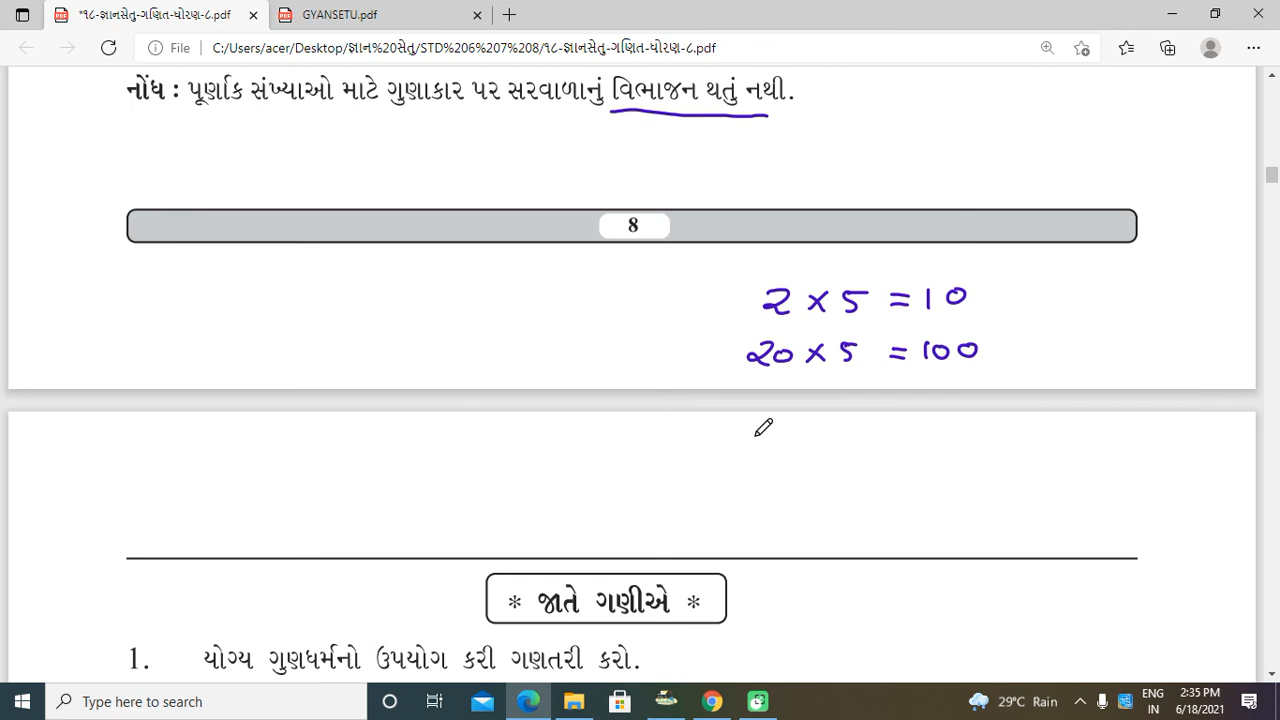 *૧૮-જ્ઞાનસેતુ-ગણિત-ધોરણ-૮.pdf
GYANSETU.pdf
File
C:/Users/acer/Desktop/જ્ઞાન%20સેતુ/STD%206%207%208/૧૮-જ્ઞાનસેતુ-ગણિત-ધોરણ-૮.pdf
નોંધ : પૂર્ણાંક સંખ્યાઓ માટે ગુણાકાર પર સરવાળાનું વિભાજન થતું નથી.
8
2 × 5 = 10
20 × 5 = 100
* જાતે ગણીએ *
1. યોગ્ય ગુણધર્મનો ઉપયોગ કરી ગણતરી કરો.
Type here to search
29°C Rain
ENG
IN
2:35 PM
6/18/2021